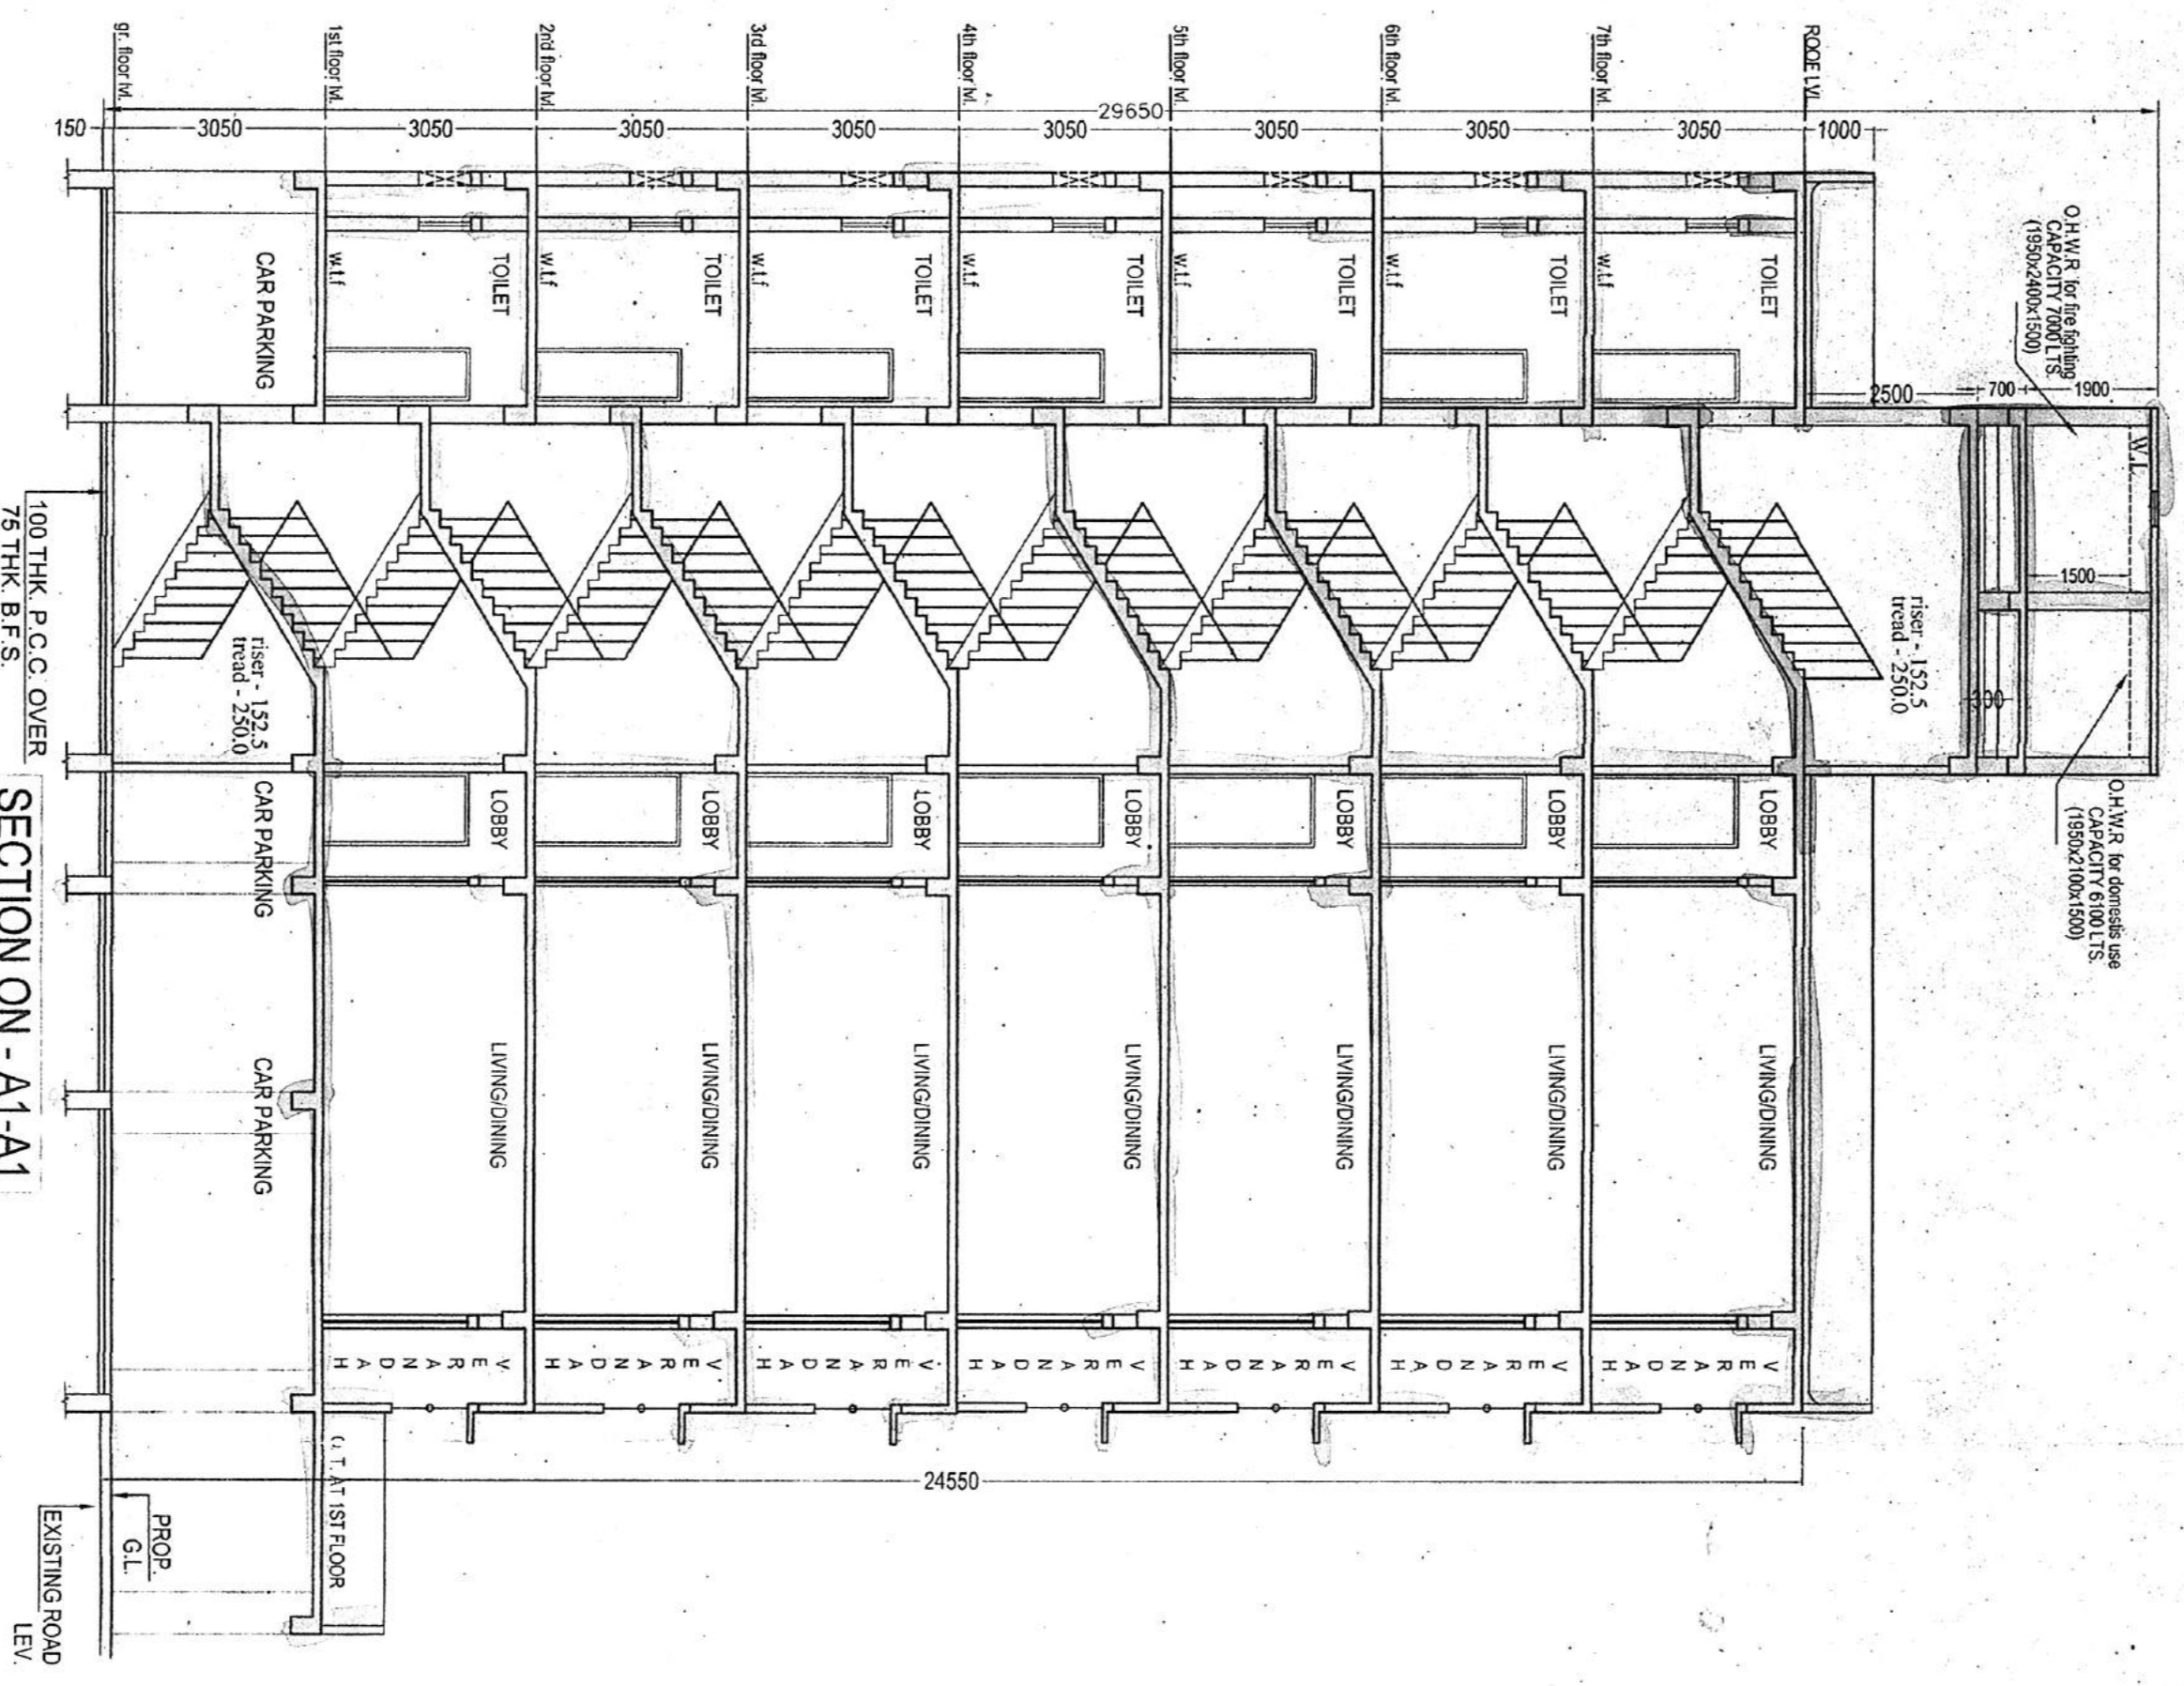 O.H.W.R for fire fighting
CAPACITY 7000 LTS.
(1950x2400x1500)
O.H.W.R for domestis use
CAPACITY 6100 LTS.
(1950x2100x1500)
W.L.
1900
700
2500
1500
300
riser - 152.5
tread - 250.0
1000
ROOF LVL
29650
24550
3050
7th floor lvl.
TOILET
w.t.f
LOBBY
LIVING/DINING
VERANDAH
3050
6th floor lvl.
TOILET
w.t.f
LOBBY
LIVING/DINING
VERANDAH
3050
5th floor lvl.
TOILET
w.t.f
LOBBY
LIVING/DINING
VERANDAH
3050
4th floor lvl.
TOILET
w.t.f
LOBBY
LIVING/DINING
VERANDAH
3050
3rd floor lvl.
TOILET
w.t.f
LOBBY
LIVING/DINING
VERANDAH
3050
2nd floor lvl.
TOILET
w.t.f
LOBBY
LIVING/DINING
VERANDAH
3050
1st floor lvl.
TOILET
w.t.f
LOBBY
LIVING/DINING
VERANDAH
T. AT 1ST FLOOR
3050
CAR PARKING
riser - 152.5
tread - 250.0
CAR PARKING
CAR PARKING
gr. floor lvl.
150
PROP.
G.L.
EXISTING ROAD
LEV.
100 THK. P.C.C. OVER
75 THK. B.F.S.
SECTION ON - A1-A1